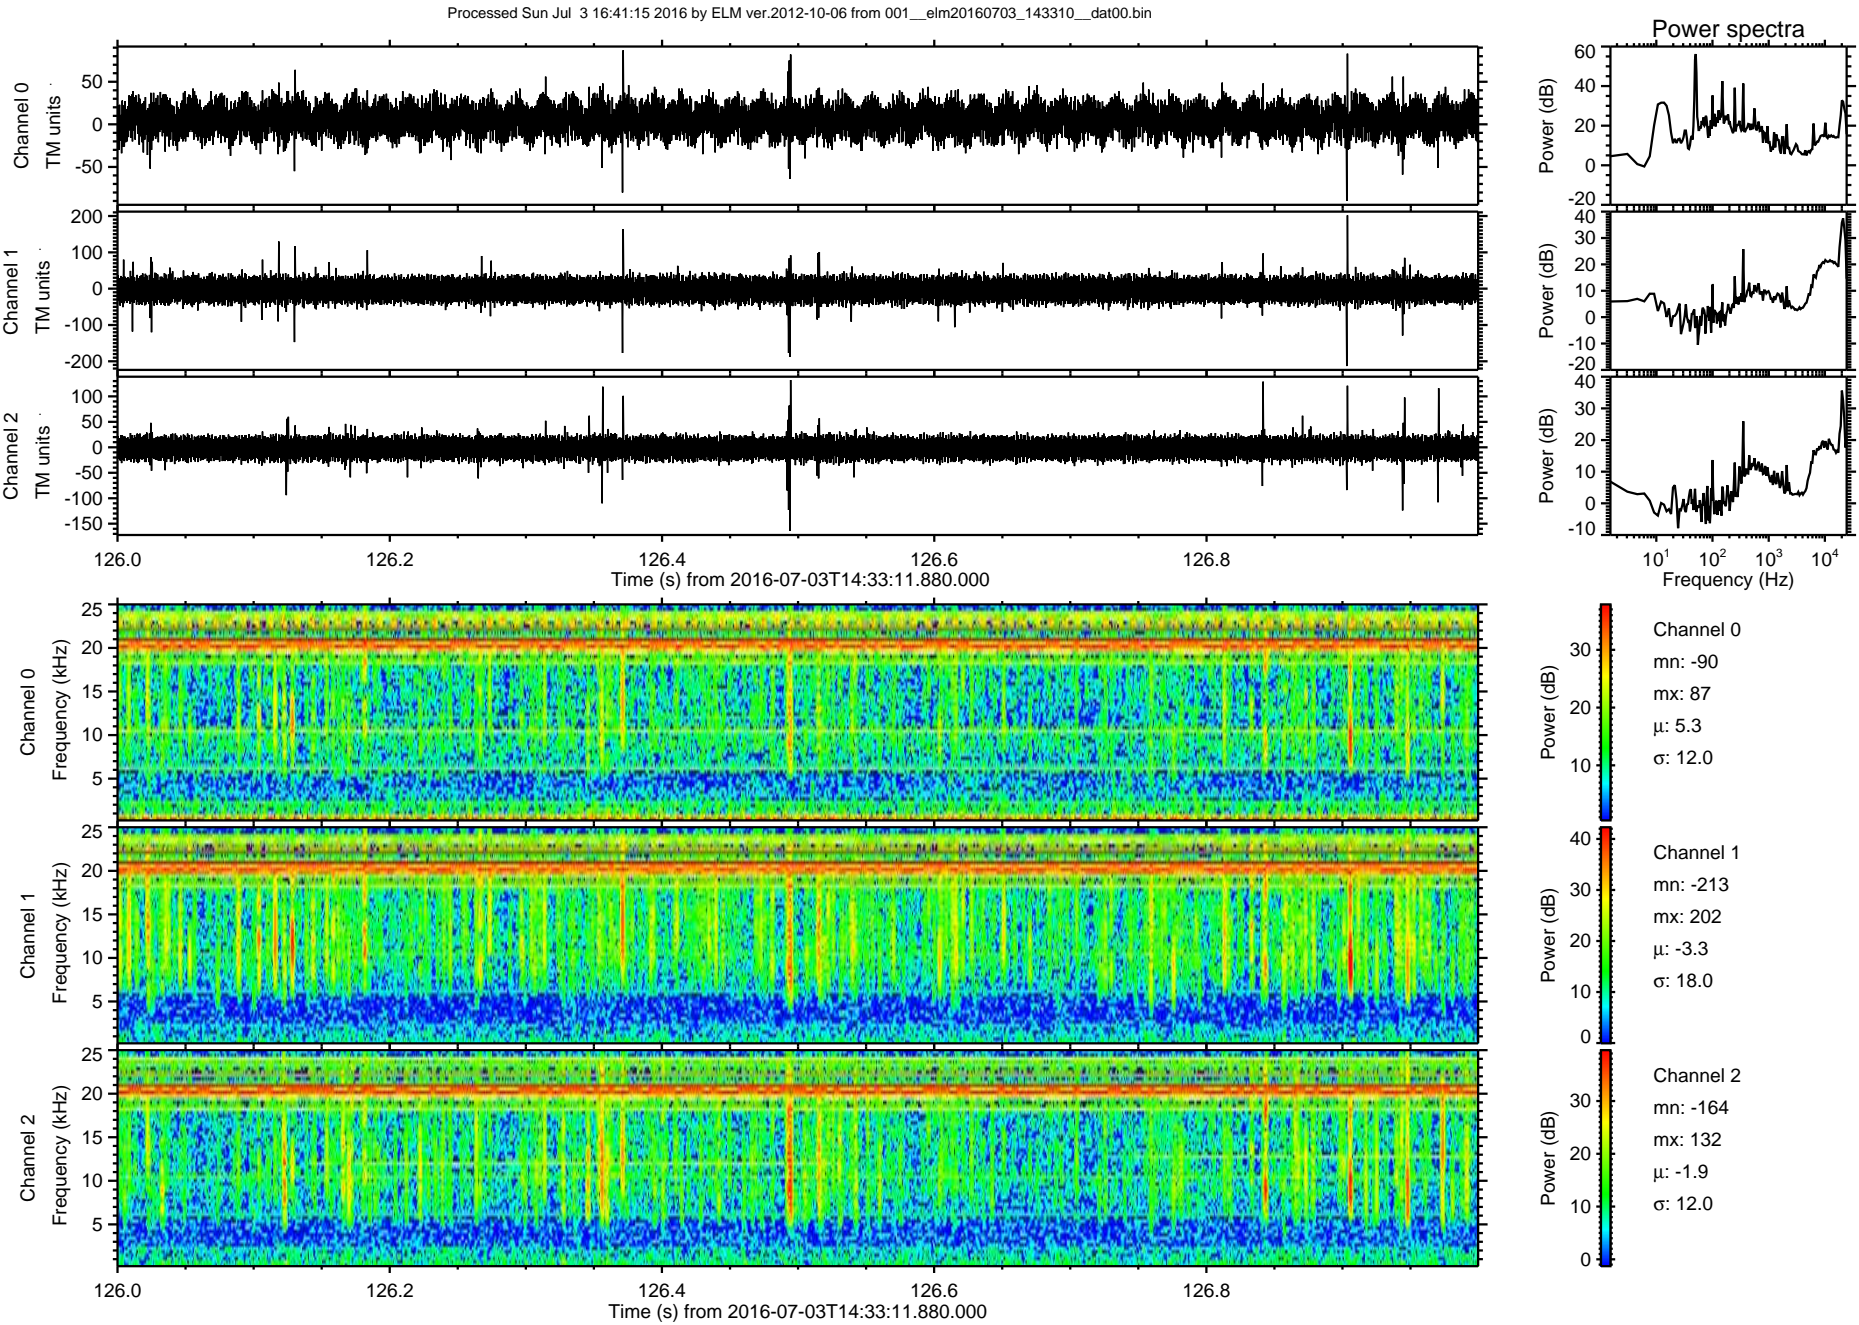 Processed Sun Jul  3 16:41:15 2016 by ELM ver.2012-10-06 from 001__elm20160703_143310__dat00.bin
Power spectra
Channel 0
TM units
50
0
-50
Power (dB)
60
40
20
0
-20
Channel 1
TM units
200
100
0
-100
-200
Power (dB)
40
30
20
10
0
-10
-20
Channel 2
TM units
100
50
0
-50
-100
-150
Power (dB)
40
30
20
10
0
-10
126.0 126.2 126.4 126.6 126.8
Time (s) from 2016-07-03T14:33:11.880.000
10¹ 10² 10³ 10⁴
Frequency (Hz)
Channel 0
Frequency (kHz)
25
20
15
10
5
Power (dB)
30
20
10
Channel 0
mn: -90
mx: 87
μ: 5.3
σ: 12.0
Channel 1
Frequency (kHz)
25
20
15
10
5
Power (dB)
40
30
20
10
0
Channel 1
mn: -213
mx: 202
μ: -3.3
σ: 18.0
Channel 2
Frequency (kHz)
25
20
15
10
5
Power (dB)
30
20
10
0
Channel 2
mn: -164
mx: 132
μ: -1.9
σ: 12.0
126.0 126.2 126.4 126.6 126.8
Time (s) from 2016-07-03T14:33:11.880.000